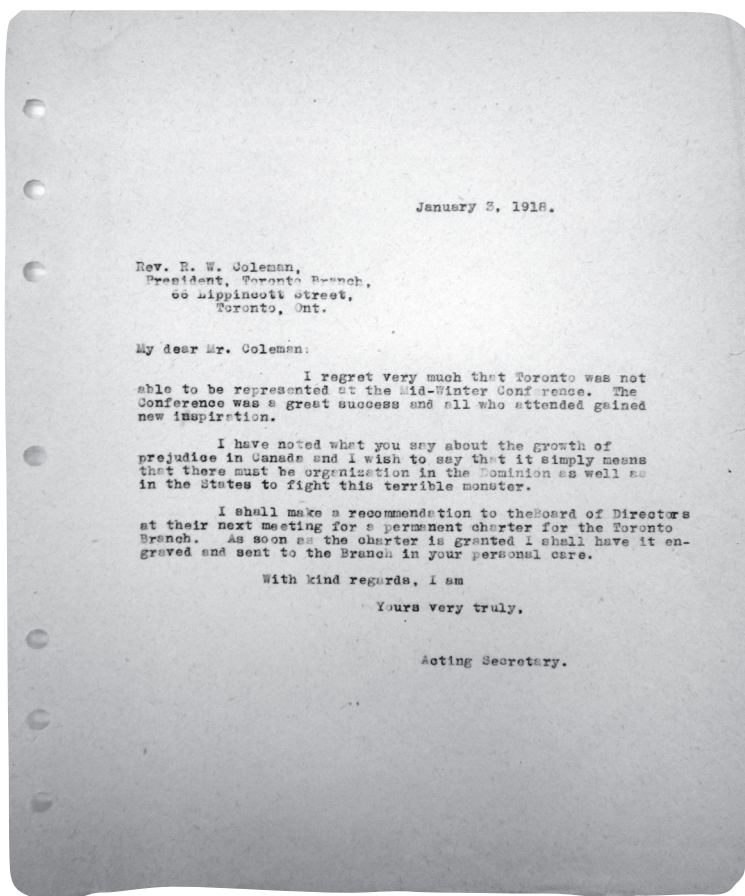 January 3, 1918.
Rev. R. W. Coleman,
President, Toronto Branch,
66 Lippincott Street,
Toronto, Ont.
My dear Mr. Coleman:
I regret very much that Toronto was not
able to be represented at the Mid-Winter Conference. The
Conference was a great success and all who attended gained
new inspiration.
I have noted what you say about the growth of
prejudice in Canada and I wish to say that it simply means
that there must be organization in the Dominion as well as
in the States to fight this terrible monster.
I shall make a recommendation to theBoard of Directors
at their next meeting for a permanent charter for the Toronto
Branch. As soon as the charter is granted I shall have it en-
graved and sent to the Branch in your personal care.
With kind regards, I am
Yours very truly,
Acting Secretary.